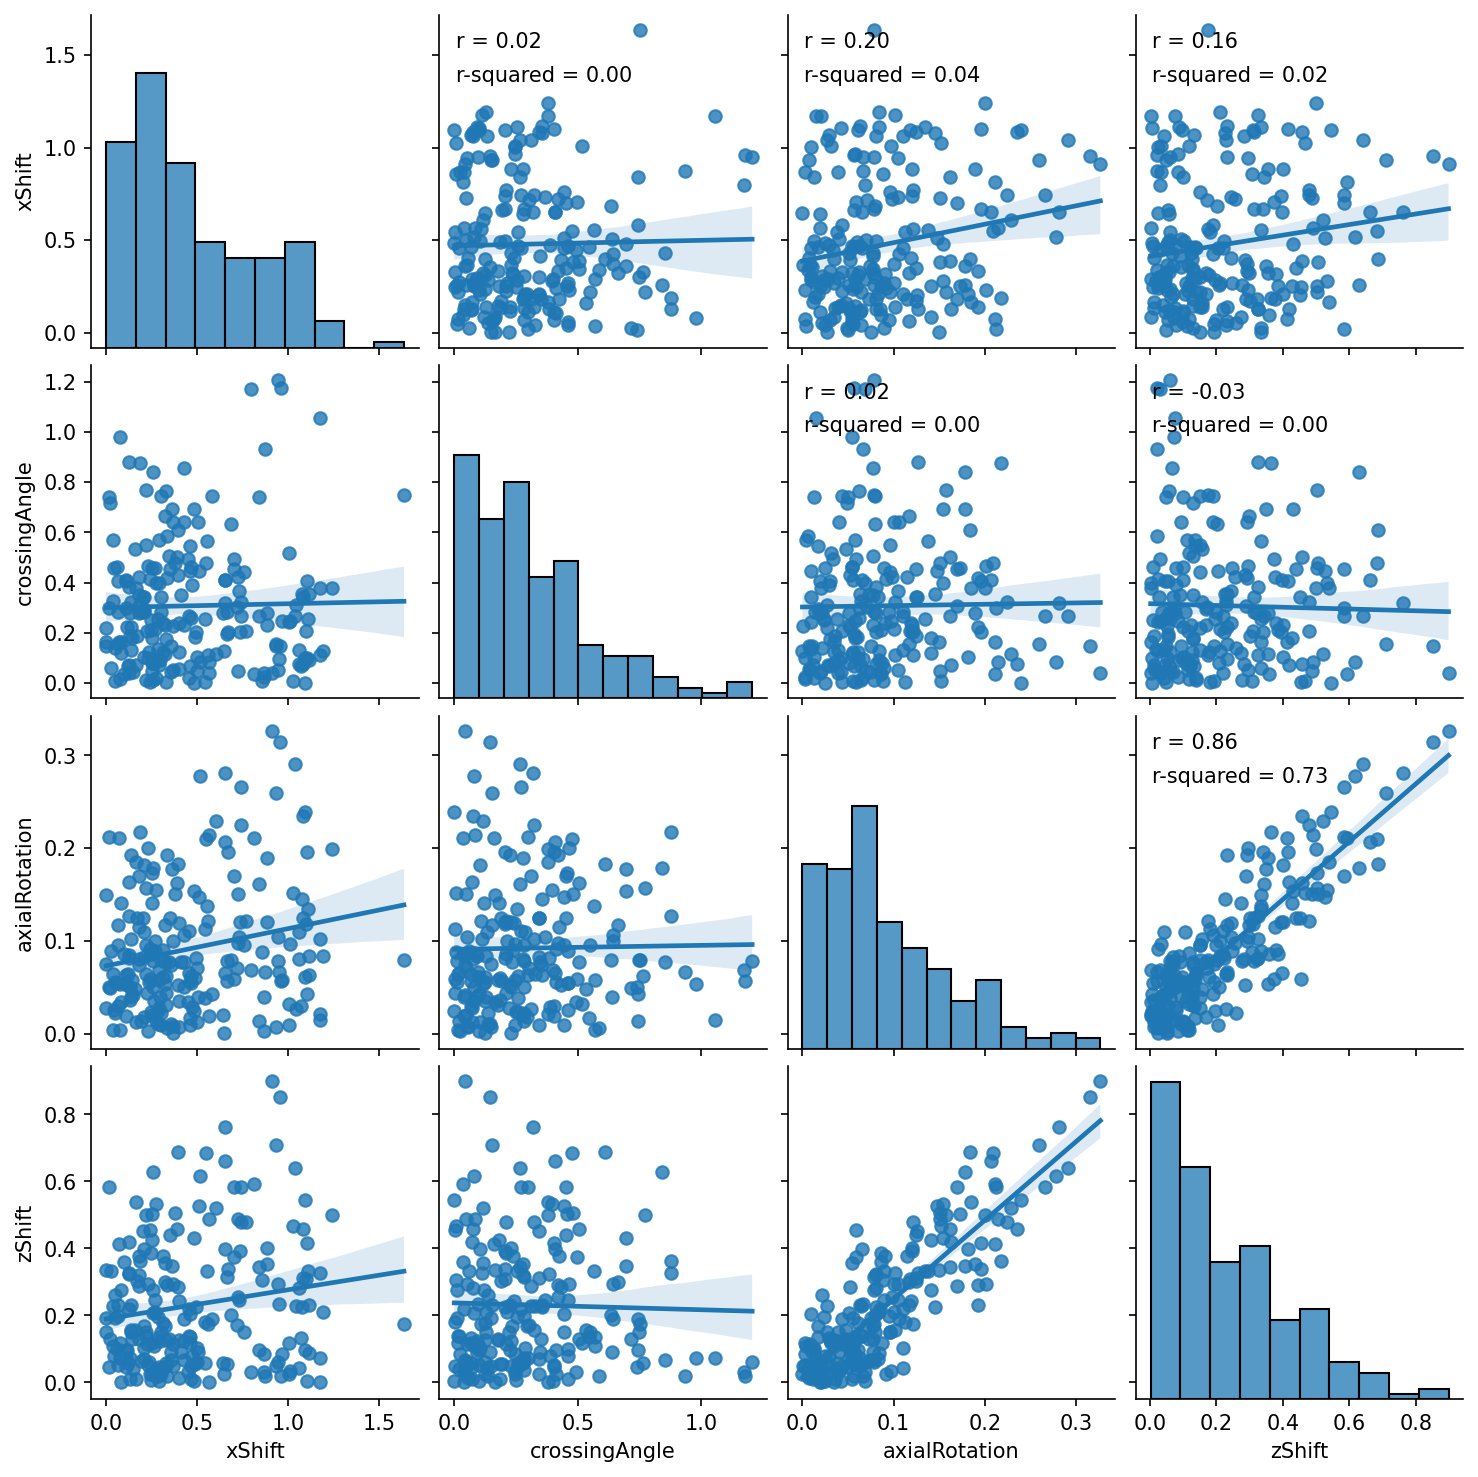 1.5
1.0
0.5
0.0
xShift
r = 0.02
r-squared = 0.00
r = 0.20
r-squared = 0.04
r = 0.16
r-squared = 0.02
1.2
1.0
0.8
0.6
0.4
0.2
0.0
crossingAngle
r = 0.02
r-squared = 0.00
r = -0.03
r-squared = 0.00
0.3
0.2
0.1
0.0
axialRotation
r = 0.86
r-squared = 0.73
0.8
0.6
0.4
0.2
0.0
zShift
0.0 0.5 1.0 1.5
xShift
0.0 0.5 1.0
crossingAngle
0.0 0.1 0.2 0.3
axialRotation
0.0 0.2 0.4 0.6 0.8
zShift